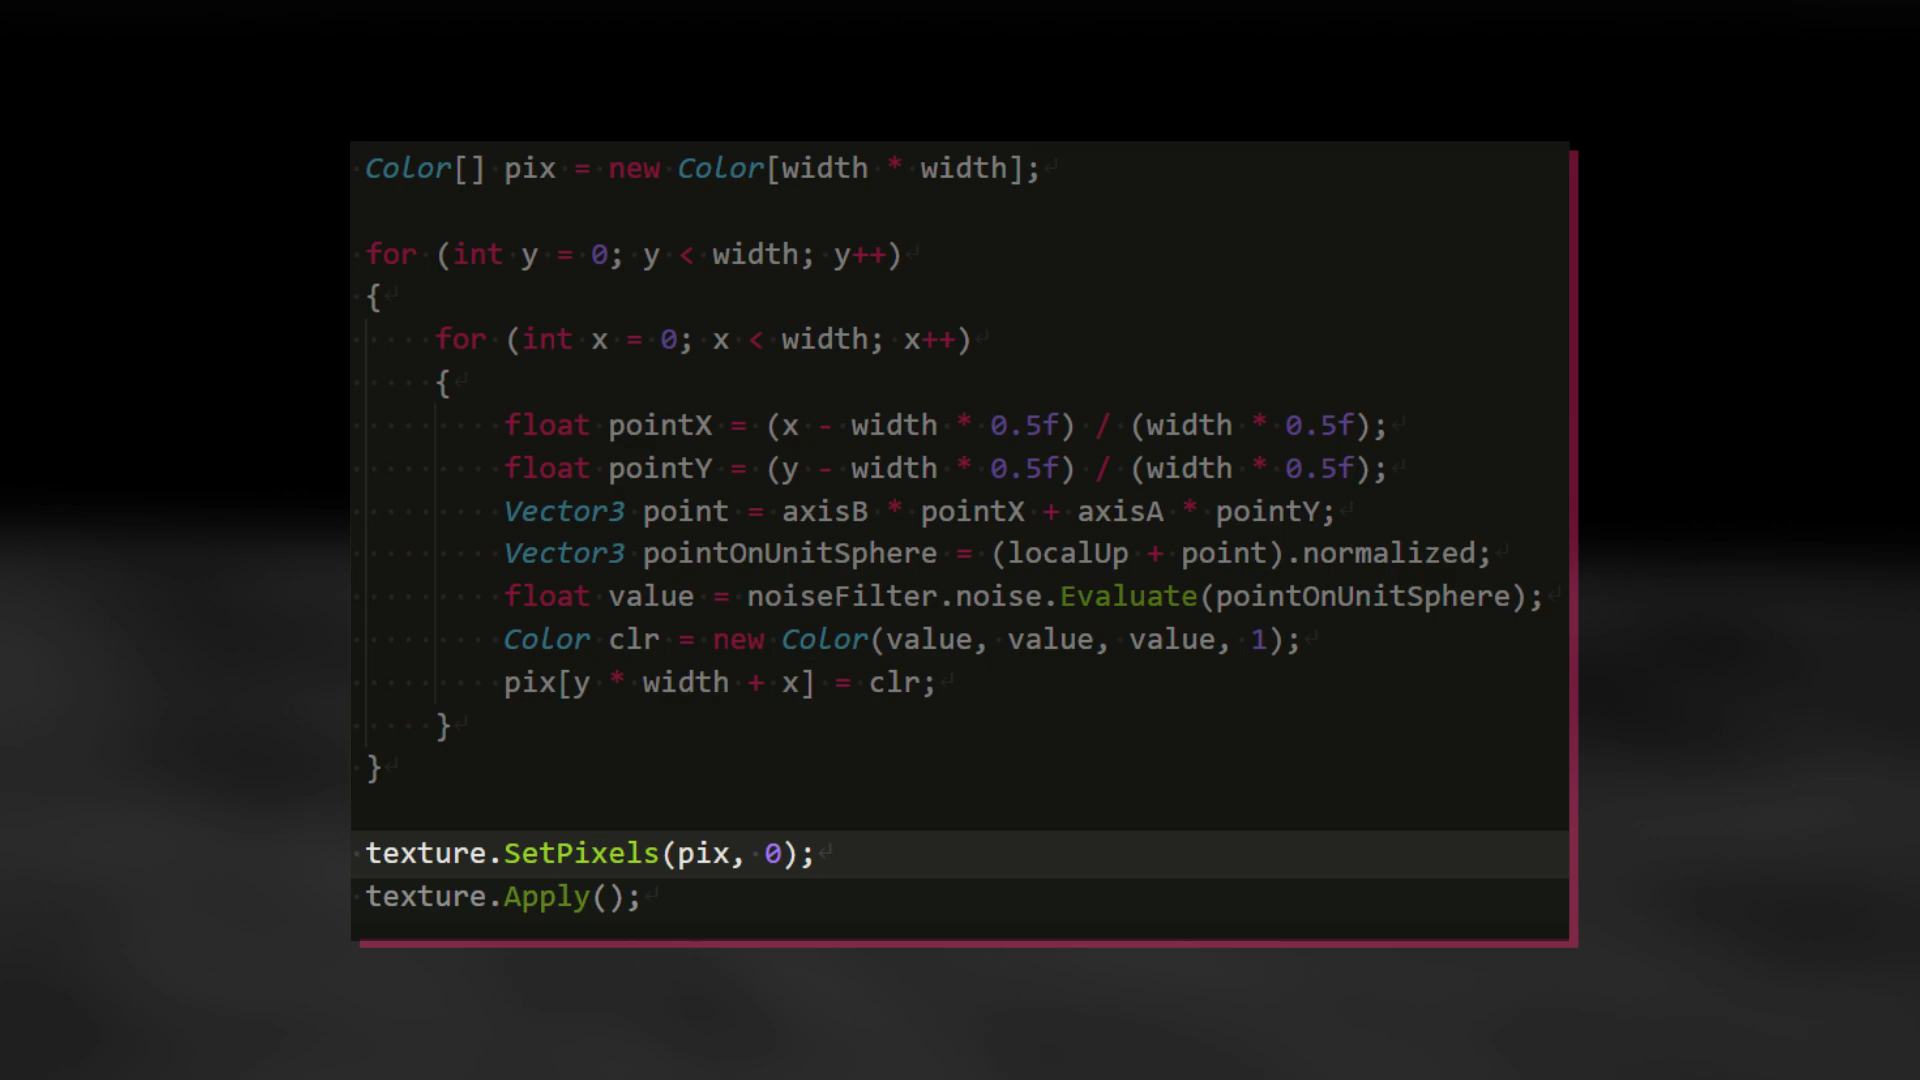 Color[] pix = new Color[width * width];
for (int y = 0; y < width; y++)
{
for (int x = 0; x < width; x++)
{
float pointX = (x - width * 0.5f) / (width * 0.5f);
float pointY = (y - width * 0.5f) / (width * 0.5f);
Vector3 point = axisB * pointX + axisA * pointY;
Vector3 pointOnUnitSphere = (localUp + point).normalized;
float value = noiseFilter.noise.Evaluate(pointOnUnitSphere);
Color clr = new Color(value, value, value, 1);
pix[y * width + x] = clr;
}
}
texture.SetPixels(pix, 0);
texture.Apply();